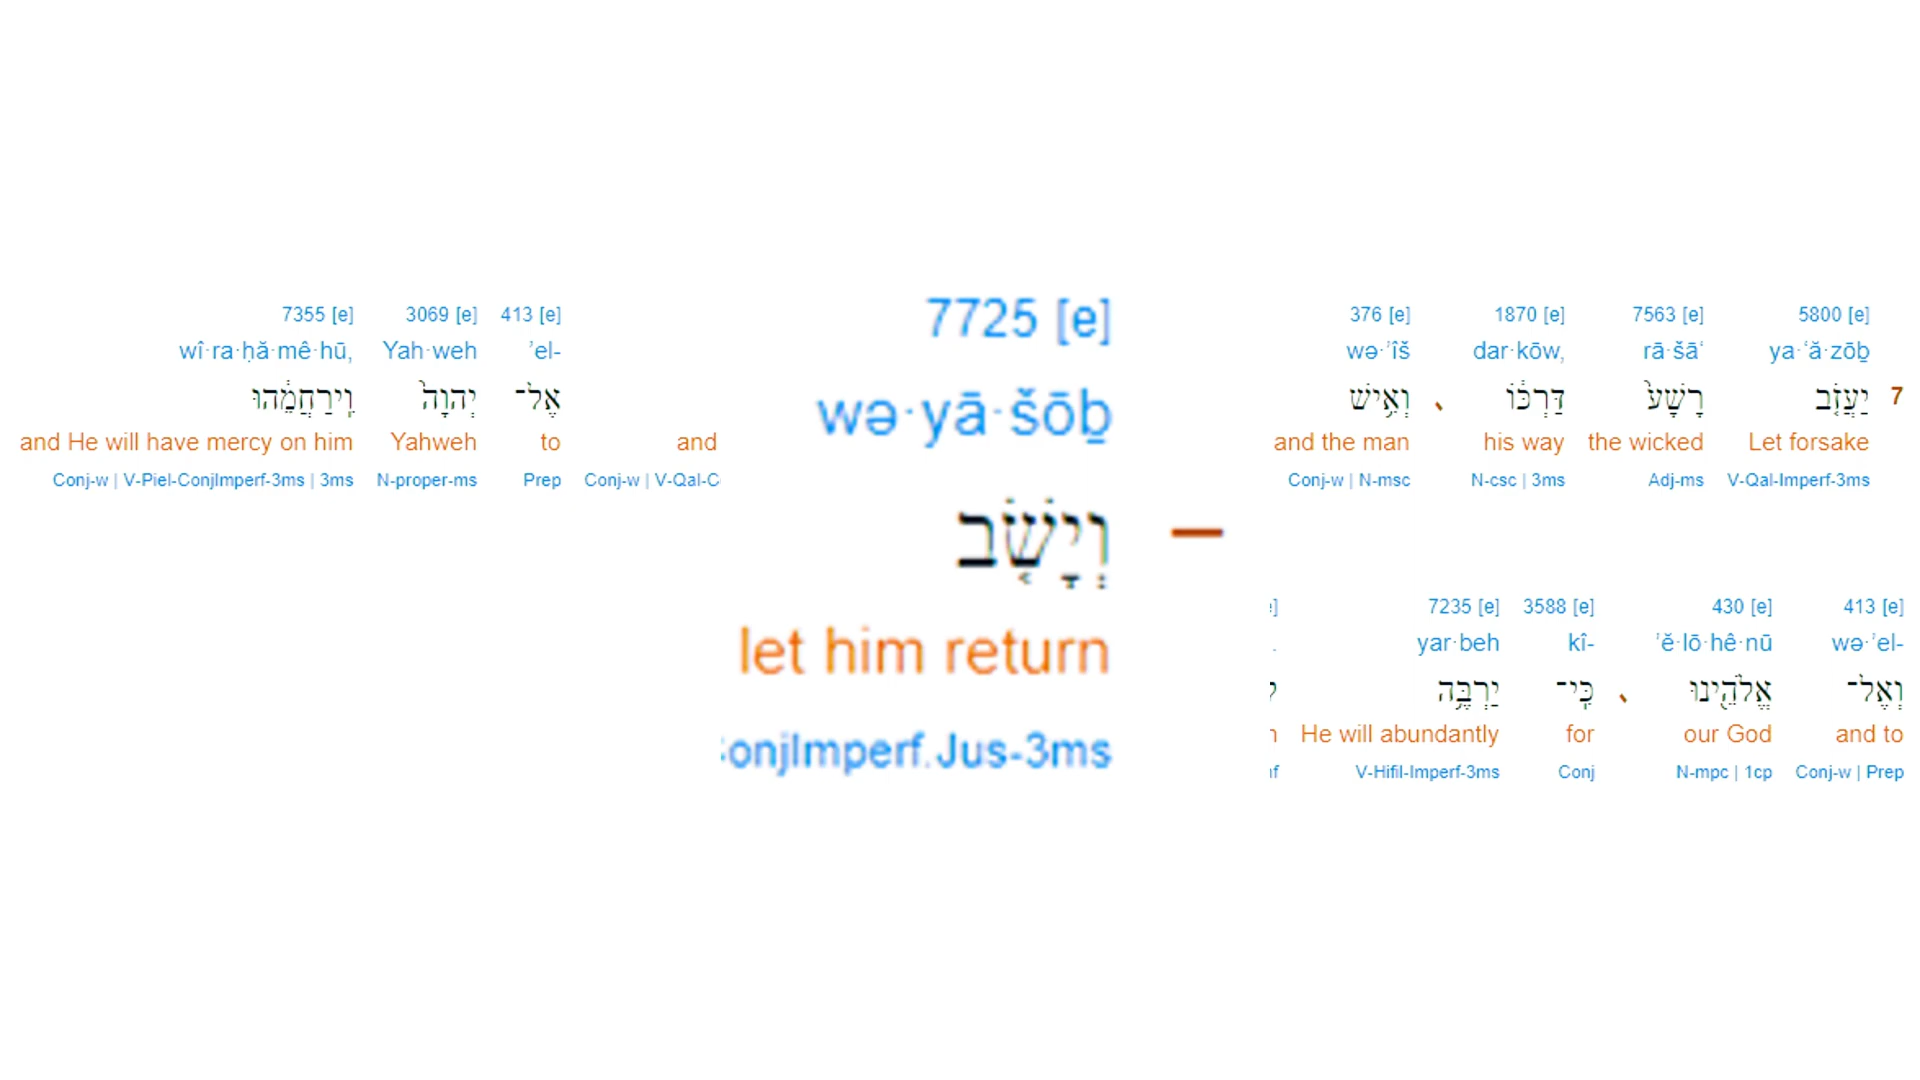 7355 [e] 3069 [e] 413 [e]
wî·ra·ḥă·mê·hū, Yah·weh ’el-
וִֽירַחֲמֵ֔הוּ יְהוָה֙ אֶל־
and He will have mercy on him Yahweh to and
Conj-w | V-Piel-ConjImperf-3ms | 3ms N-proper-ms Prep Conj-w | V-Qal-C
7725 [e]
wə·yā·šōḇ
וְיָשֹׁ֤ב –
let him return
onjImperf.Jus-3ms
376 [e] 1870 [e] 7563 [e] 5800 [e]
wə·’îš dar·kōw, rā·šā‘ ya·‘ă·zōḇ
וְאִ֥ישׁ 、 דַּרְכּ֔וֹ רָשָׁע֙ יַעֲזֹ֤ב 7
and the man his way the wicked Let forsake
Conj-w | N-msc N-csc | 3ms Adj-ms V-Qal-Imperf-3ms
7235 [e] 3588 [e] 430 [e] 413 [e]
yar·beh kî- ’ĕ·lō·hê·nū wə·’el-
יַרְבֶּ֥ה כִּֽי־ 、 אֱלֹהֵ֖ינוּ וְאֶל־
He will abundantly for our God and to
V-Hifil-Imperf-3ms Conj N-mpc | 1cp Conj-w | Prep